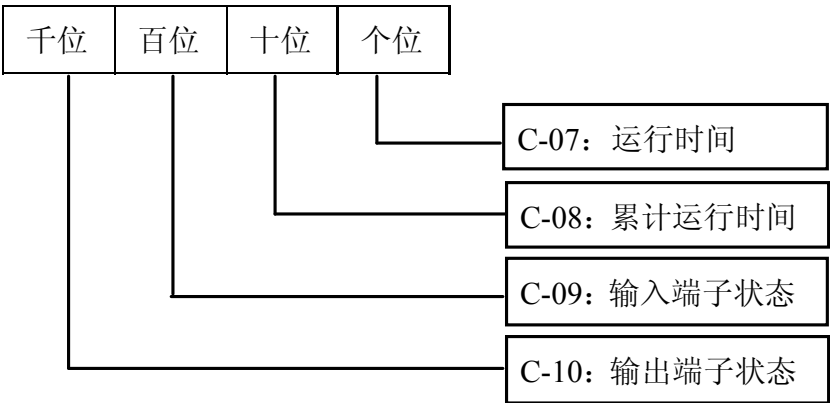 千位 百位 十位 个位
C-07：运行时间
C-08：累计运行时间
C-09：输入端子状态
C-10：输出端子状态